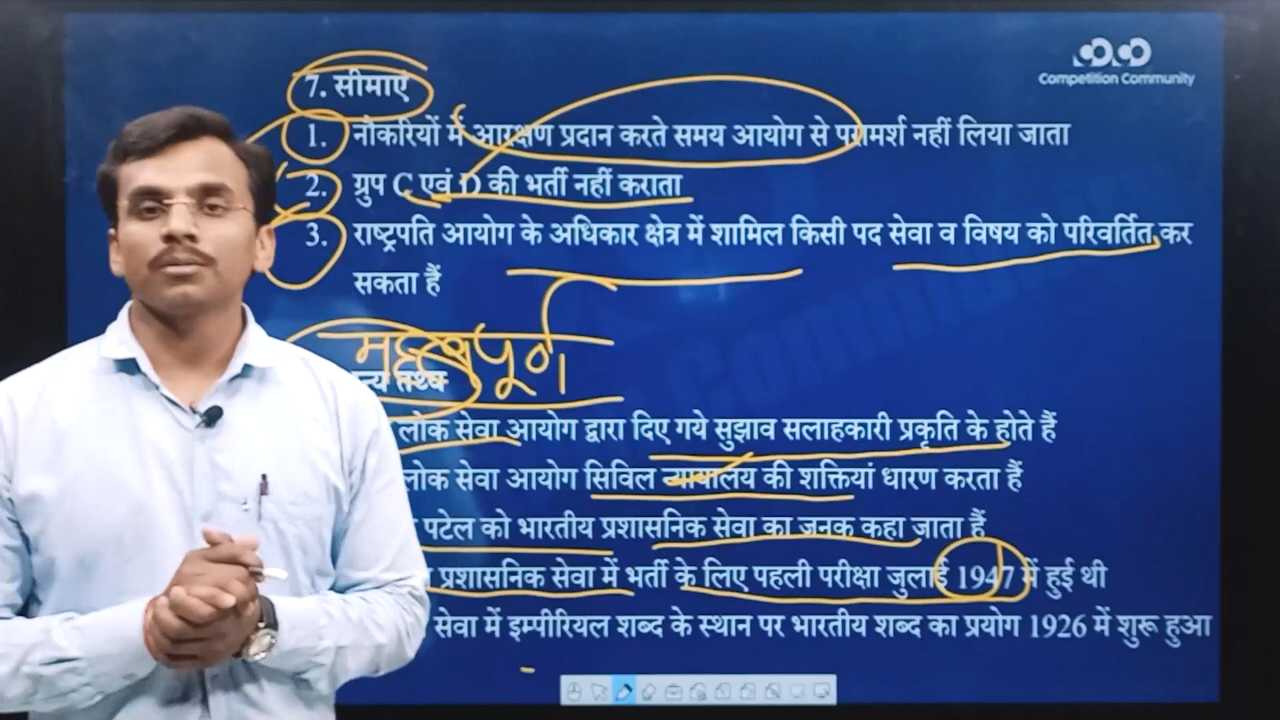 Competition Community
7. सीमाएं
1. नौकरियों में आरक्षण प्रदान करते समय आयोग से परामर्श नहीं लिया जाता
2. ग्रुप C एवं D की भर्ती नहीं कराता
3. राष्ट्रपति आयोग के अधिकार क्षेत्र में शामिल किसी पद सेवा व विषय को परिवर्तित कर
सकता हैं
महत्वपूर्ण
तथ्य
लोक सेवा आयोग द्वारा दिए गये सुझाव सलाहकारी प्रकृति के होते हैं
लोक सेवा आयोग सिविल न्यायालय की शक्तियां धारण करता हैं
पटेल को भारतीय प्रशासनिक सेवा का जनक कहा जाता हैं
प्रशासनिक सेवा में भर्ती के लिए पहली परीक्षा जुलाई 1947 में हुई थी
सेवा में इम्पीरियल शब्द के स्थान पर भारतीय शब्द का प्रयोग 1926 में शुरू हुआ